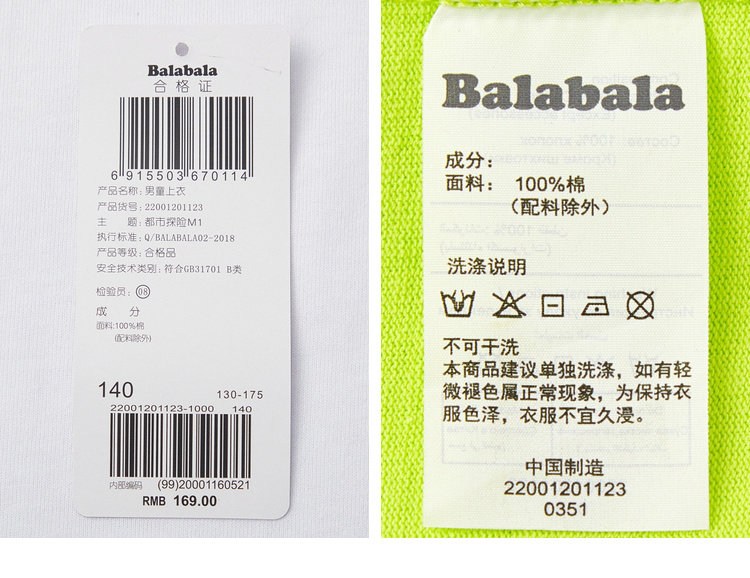 Balabala
合格证
6 915503 670114
产品名称:男童上衣
产品货号:22001201123
主 题:都市探险M1
执行标准:Q/BALABALA02-2018
产品等级:合格品
安全技术类别:符合GB31701 B类
检验员:08
成 分
面料:100%棉
(配料除外)
140 130-175
22001201123-1000 140
内部编码 (99)20001160521
RMB 169.00
Balabala
成分:
面料: 100%棉
(配料除外)
洗涤说明
不可干洗
本商品建议单独洗涤,如有轻
微褪色属正常现象,为保持衣
服色泽,衣服不宜久浸。
中国制造
22001201123
0351